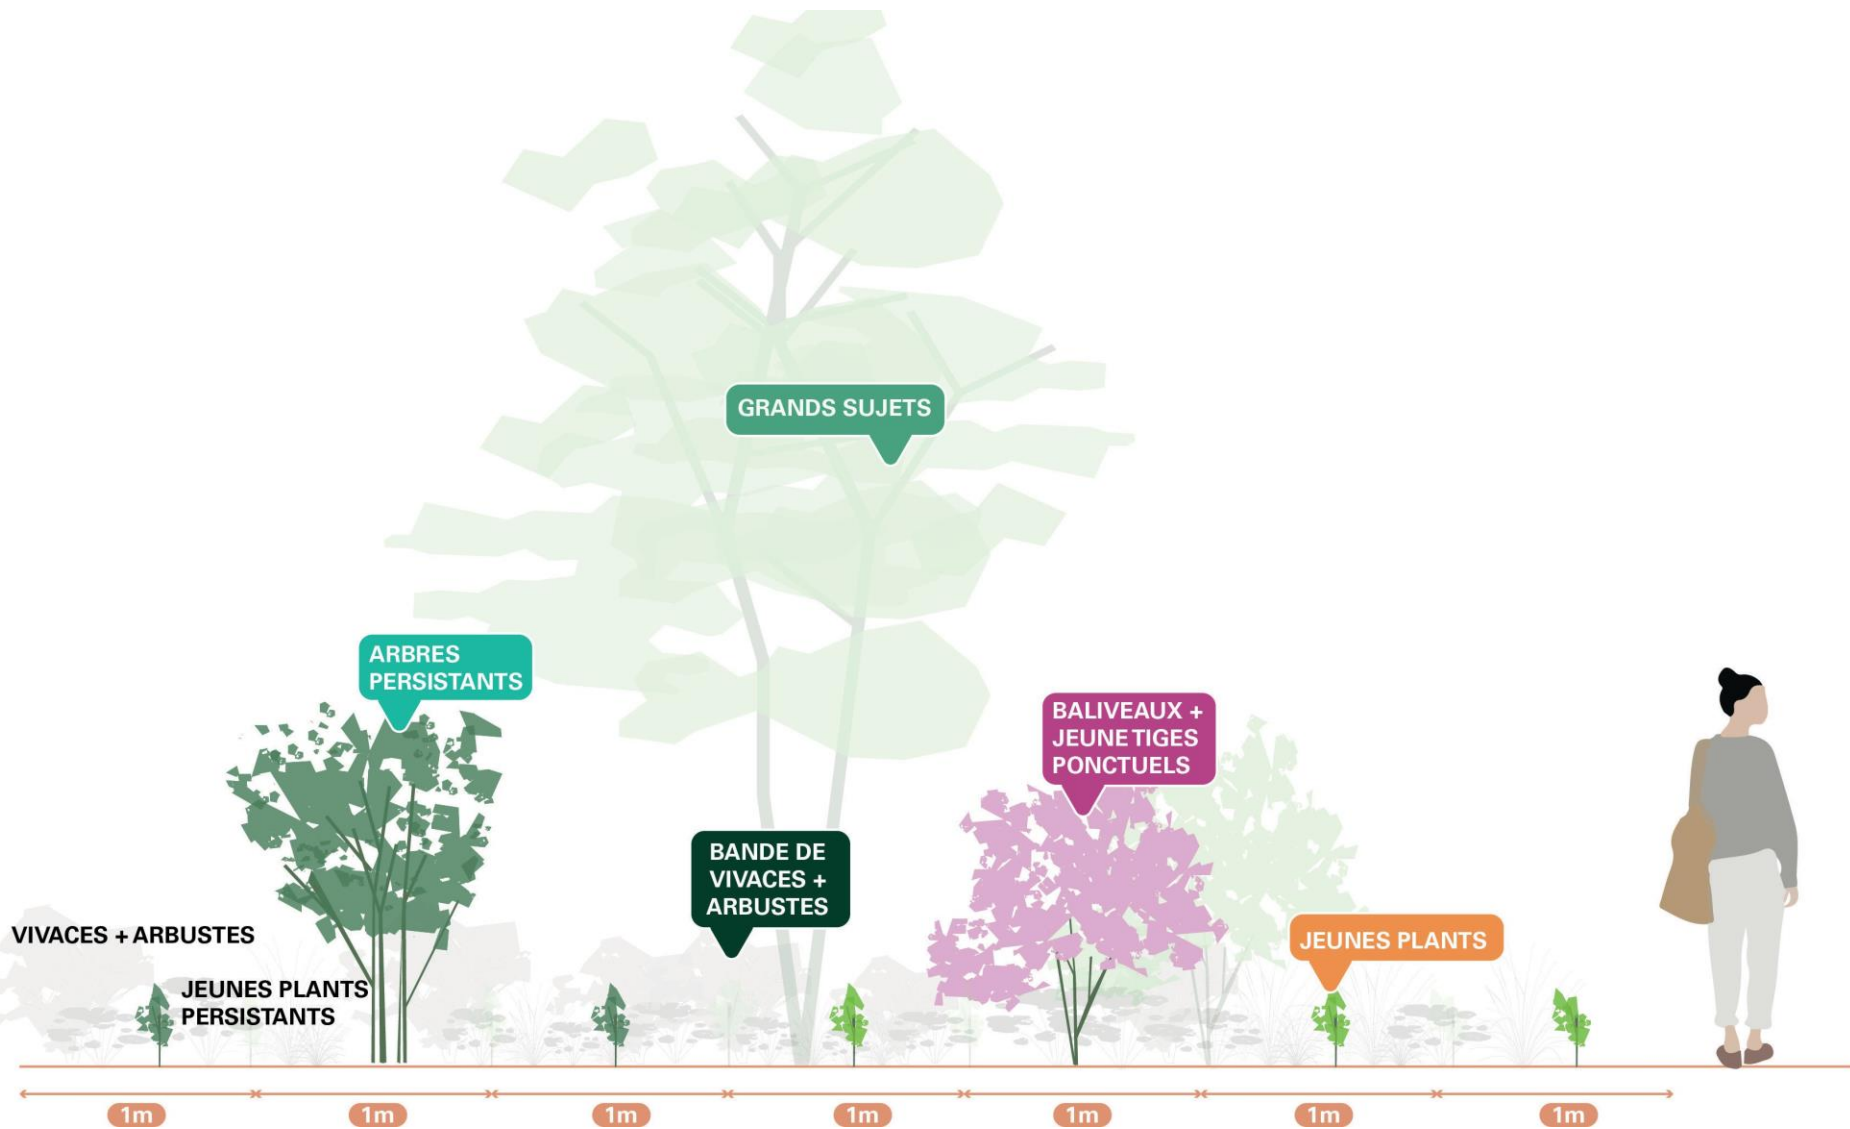 GRANDS SUJETS
ARBRES
PERSISTANTS
BALIVEAUX +
JEUNE TIGES
PONCTUELS
BANDE DE
VIVACES +
ARBUSTES
VIVACES + ARBUSTES
JEUNES PLANTS
JEUNES PLANTS
PERSISTANTS
1m
1m
1m
1m
1m
1m
1m